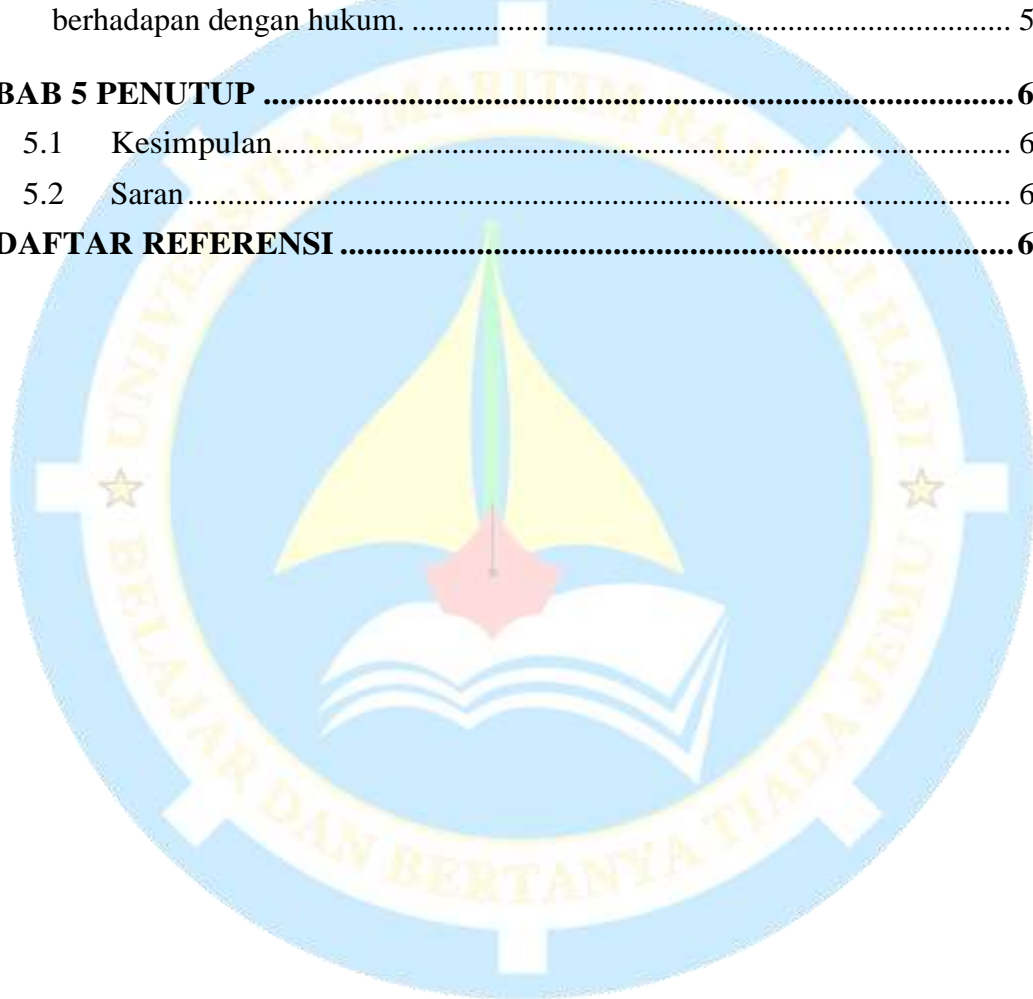 berhadapan dengan hukum. ........................................................................... 5
BAB 5 PENUTUP .............................................................................................. 6
5.1 Kesimpulan ........................................................................................... 6
5.2 Saran ...................................................................................................... 6
DAFTAR REFERENSI .................................................................................... 6
UNIVERSITAS MARITIM RAJA ALI HAJI
BELAJAR DAN BERTANYA TIADA JEMU